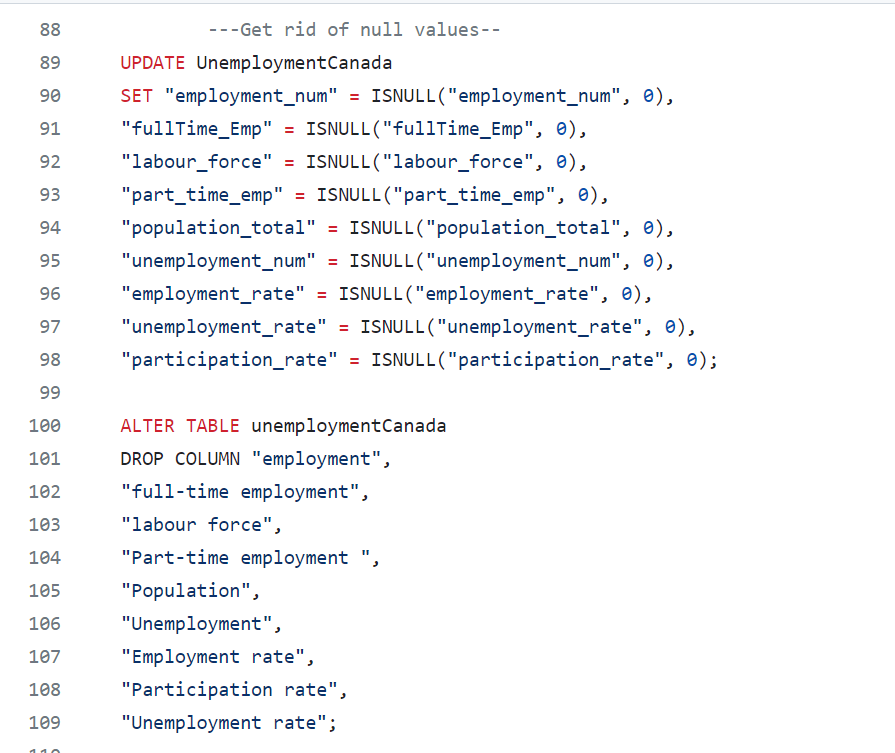 88 ---Get rid of null values--
89 UPDATE UnemploymentCanada
90 SET "employment_num" = ISNULL("employment_num", 0),
91 "fullTime_Emp" = ISNULL("fullTime_Emp", 0),
92 "labour_force" = ISNULL("labour_force", 0),
93 "part_time_emp" = ISNULL("part_time_emp", 0),
94 "population_total" = ISNULL("population_total", 0),
95 "unemployment_num" = ISNULL("unemployment_num", 0),
96 "employment_rate" = ISNULL("employment_rate", 0),
97 "unemployment_rate" = ISNULL("unemployment_rate", 0),
98 "participation_rate" = ISNULL("participation_rate", 0);
99
100 ALTER TABLE unemploymentCanada
101 DROP COLUMN "employment",
102 "full-time employment",
103 "labour force",
104 "Part-time employment ",
105 "Population",
106 "Unemployment",
107 "Employment rate",
108 "Participation rate",
109 "Unemployment rate";